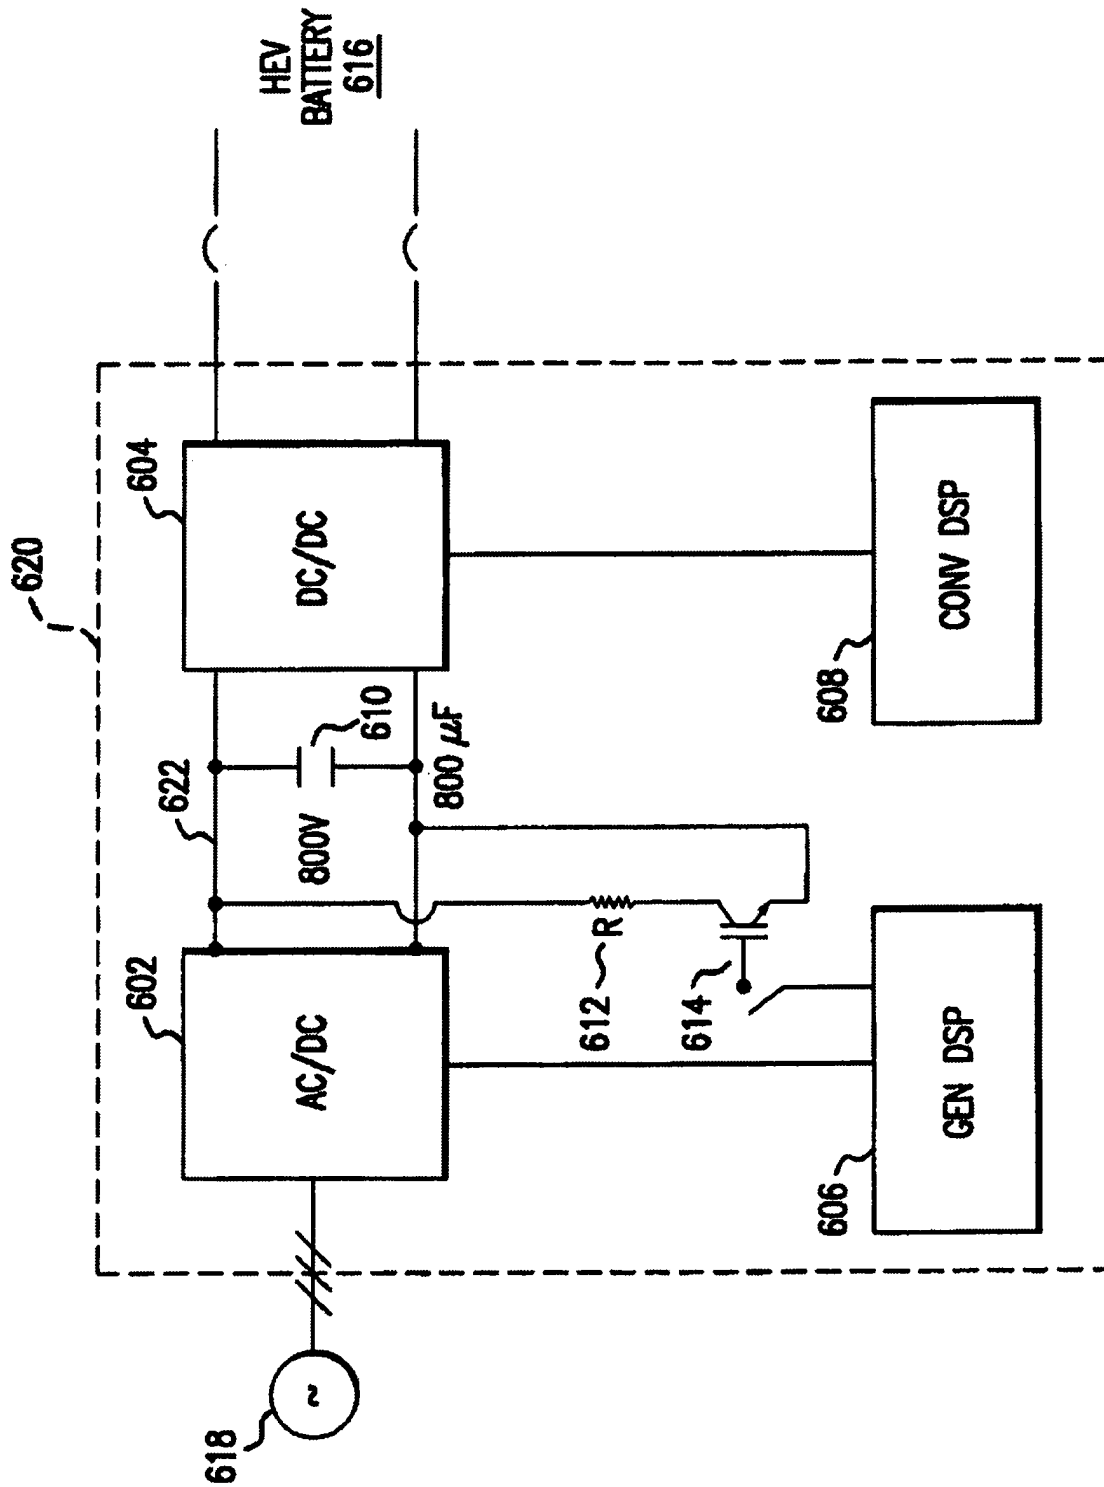 620
HEV
BATTERY
616
602
622
604
AC/DC
800V
610
DC/DC
618
~
800 µF
612
R
614
606
608
GEN DSP
CONV DSP